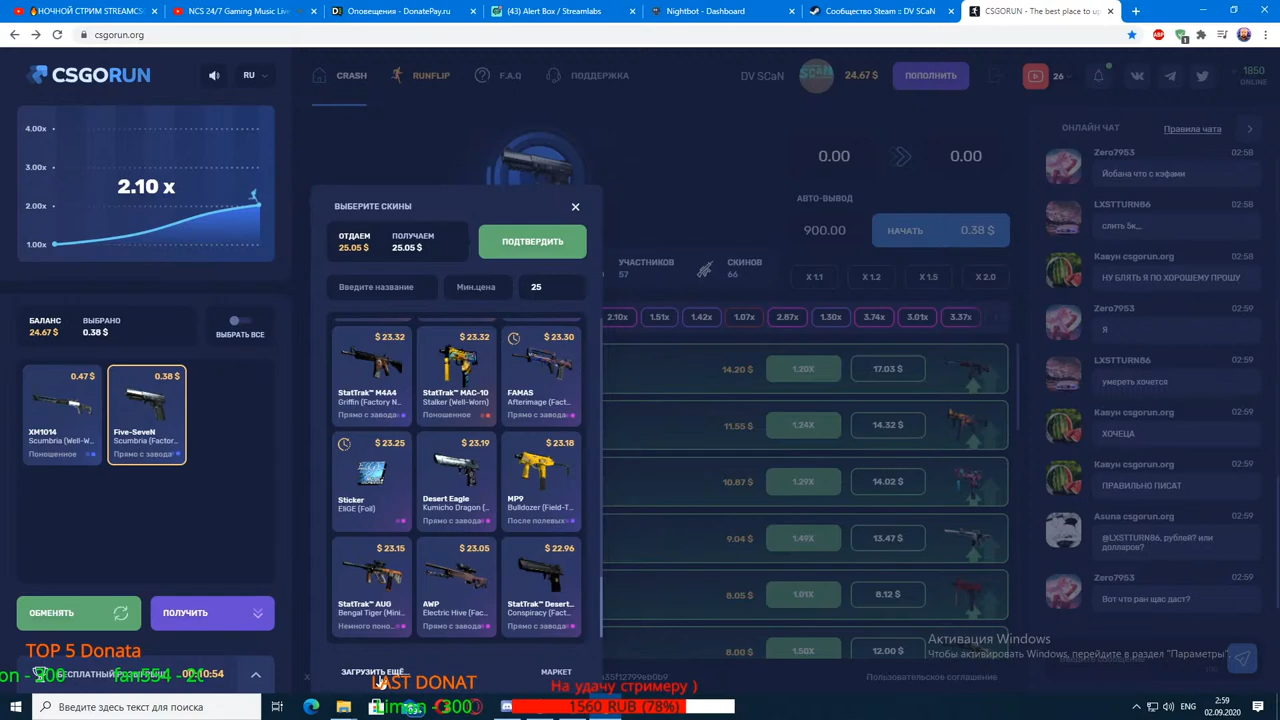 НОЧНОЙ СТРИМ STREAMCSG
NCS 24/7 Gaming Music Live
Оповещения - DonatePay.ru
(43) Alert Box / Streamlabs
Nightbot - Dashboard
Сообщество Steam :: DV SCaN
CSGORUN - The best place to up
csgorun.org
CSGORUN
RU
CRASH
RUNFLIP
F.A.Q
ПОДДЕРЖКА
DV SCaN
24.67 $
ПОПОЛНИТЬ
26
1850
ONLINE
4.00x
3.00x
2.00x
1.00x
2.10 x
БАЛАНС
24.67 $
ВЫБРАНО
0.38 $
ВЫБРАТЬ ВСЕ
0.47 $
XM1014
Scumbria (Well-W...
Поношенное
0.38 $
Five-SeveN
Scumbria (Factor...
Прямо с завода
ОБМЕНЯТЬ
ПОЛУЧИТЬ
TOP 5 Donata
00:10:54
ВЫБЕРИТЕ СКИНЫ
ОТДАЕМ
25.05 $
ПОЛУЧАЕМ
25.05 $
ПОДТВЕРДИТЬ
Введите название
Мин.цена
25
$ 23.32
StatTrak™ M4A4
Griffin (Factory N...
Прямо с завода
$ 23.32
StatTrak™ MAC-10
Stalker (Well-Worn)
Поношенное
$ 23.30
FAMAS
Afterimage (Fact...
Прямо с завода
$ 23.25
Sticker
EliGE (Foil)
$ 23.19
Desert Eagle
Kumicho Dragon (...
Прямо с завода
$ 23.18
MP9
Bulldozer (Field-T...
После полевых
$ 23.15
StatTrak™ AUG
Bengal Tiger (Mini...
Немного поно...
$ 23.05
AWP
Electric Hive (Fac...
Прямо с завода
$ 22.96
StatTrak™ Desert...
Conspiracy (Fact...
Прямо с завода
ЗАГРУЗИТЬ ЕЩЁ
МАРКЕТ
LAST DONAT
300
0.00
0.00
АВТО-ВЫВОД
900.00
НАЧАТЬ
0.38 $
УЧАСТНИКОВ
57
СКИНОВ
66
X 1.1
X 1.2
X 1.5
X 2.0
2.10x
1.51x
1.42x
1.07x
2.87x
1.30x
3.74x
3.01x
3.37x
14.20 $
1.20X
17.03 $
11.55 $
1.24X
14.32 $
10.87 $
1.29X
14.02 $
9.04 $
1.49X
13.47 $
8.05 $
1.01X
8.12 $
8.00 $
1.50X
12.00 $
Пользовательское соглашение
На удачу стримеру )
1560 RUB (78%)
ОНЛАЙН ЧАТ
Правила чата
Zero7953
02:58
Йобана что с кэфами
LXSTTURN86
02:58
слить 5к,,
Кавун csgorun.org
02:58
НУ БЛЯТЬ Я ПО ХОРОШЕМУ ПРОШУ
Zero7953
02:59
Я
LXSTTURN86
02:59
умереть хочется
Кавун csgorun.org
02:59
ХОЧЕЦА
Кавун csgorun.org
02:59
ПРАВИЛЬНО ПИСАТ
Asuna csgorun.org
02:59
@LXSTTURN86, рублей? или
долларов?
Zero7953
02:59
Вот что ран щас даст?
Активация Windows
Чтобы активировать Windows, перейдите в раздел "Параметры".
Введите здесь текст для поиска
ENG
2:59
02.09.2020